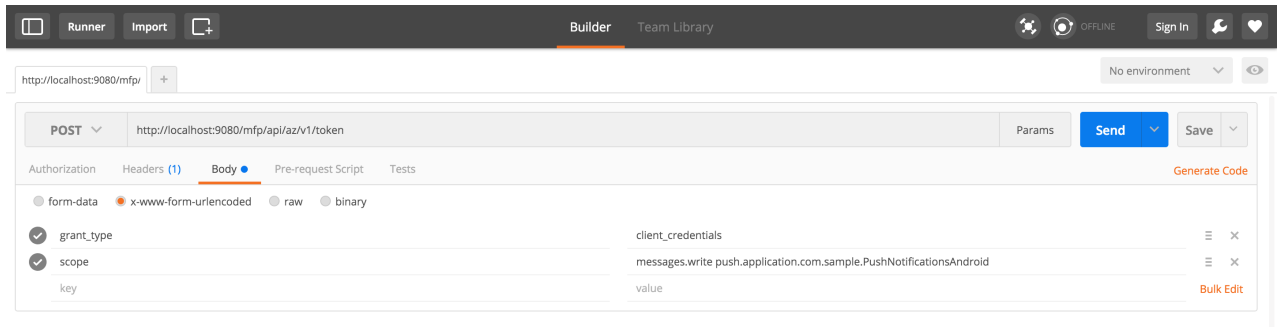 Runner Import Builder Team Library OFFLINE Sign In
http://localhost:9080/mfp/ + No environment
POST http://localhost:9080/mfp/api/az/v1/token Params Send Save
Authorization Headers (1) Body Pre-request Script Tests Generate Code
form-data x-www-form-urlencoded raw binary
grant_type client_credentials
scope messages.write push.application.com.sample.PushNotificationsAndroid
key value Bulk Edit